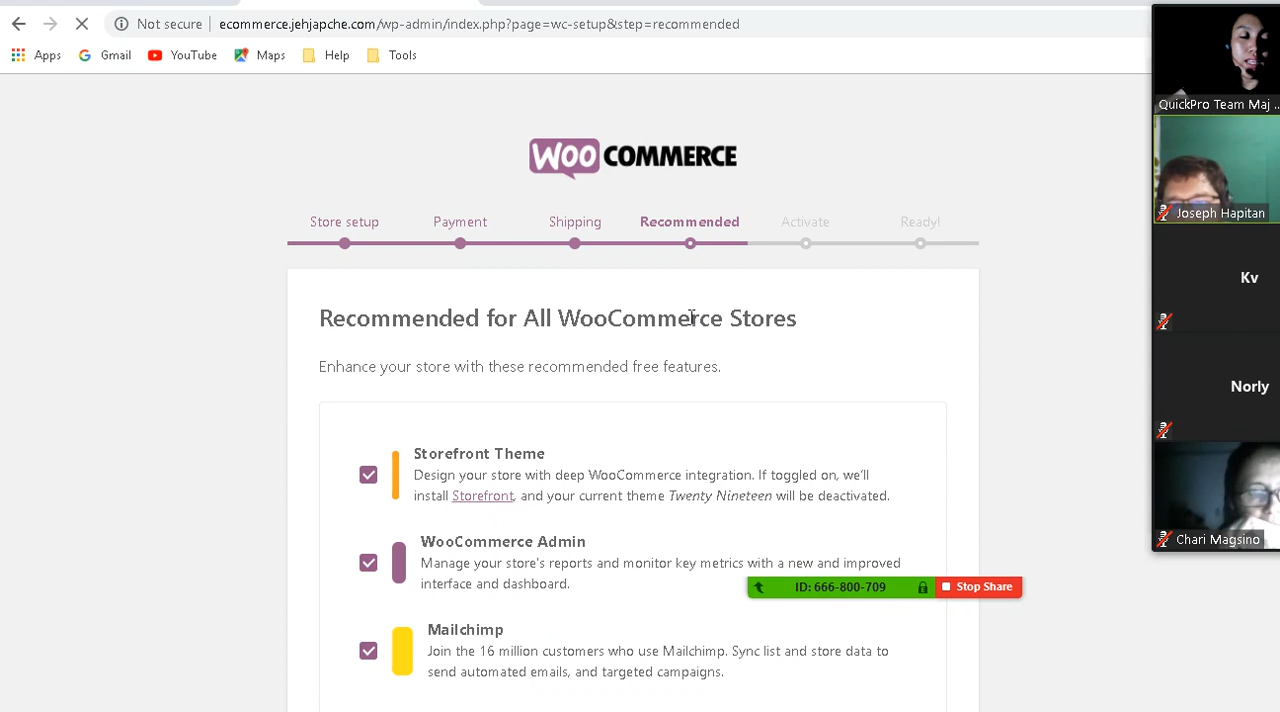 Not secure
ecommerce.jehjapche.com/wp-admin/index.php?page=wc-setup&step=recommended
Apps
Gmail
YouTube
Maps
Help
Tools
QuickPro Team Maj ...
Joseph Hapitan
Kv
Norly
Chari Magsino
WOO COMMERCE
Store setup
Payment
Shipping
Recommended
Activate
Ready!
Recommended for All WooCommerce Stores
Enhance your store with these recommended free features.
Storefront Theme
Design your store with deep WooCommerce integration. If toggled on, we'll
install Storefront, and your current theme Twenty Nineteen will be deactivated.
WooCommerce Admin
Manage your store's reports and monitor key metrics with a new and improved
interface and dashboard.
ID: 666-800-709
Stop Share
Mailchimp
Join the 16 million customers who use Mailchimp. Sync list and store data to
send automated emails, and targeted campaigns.